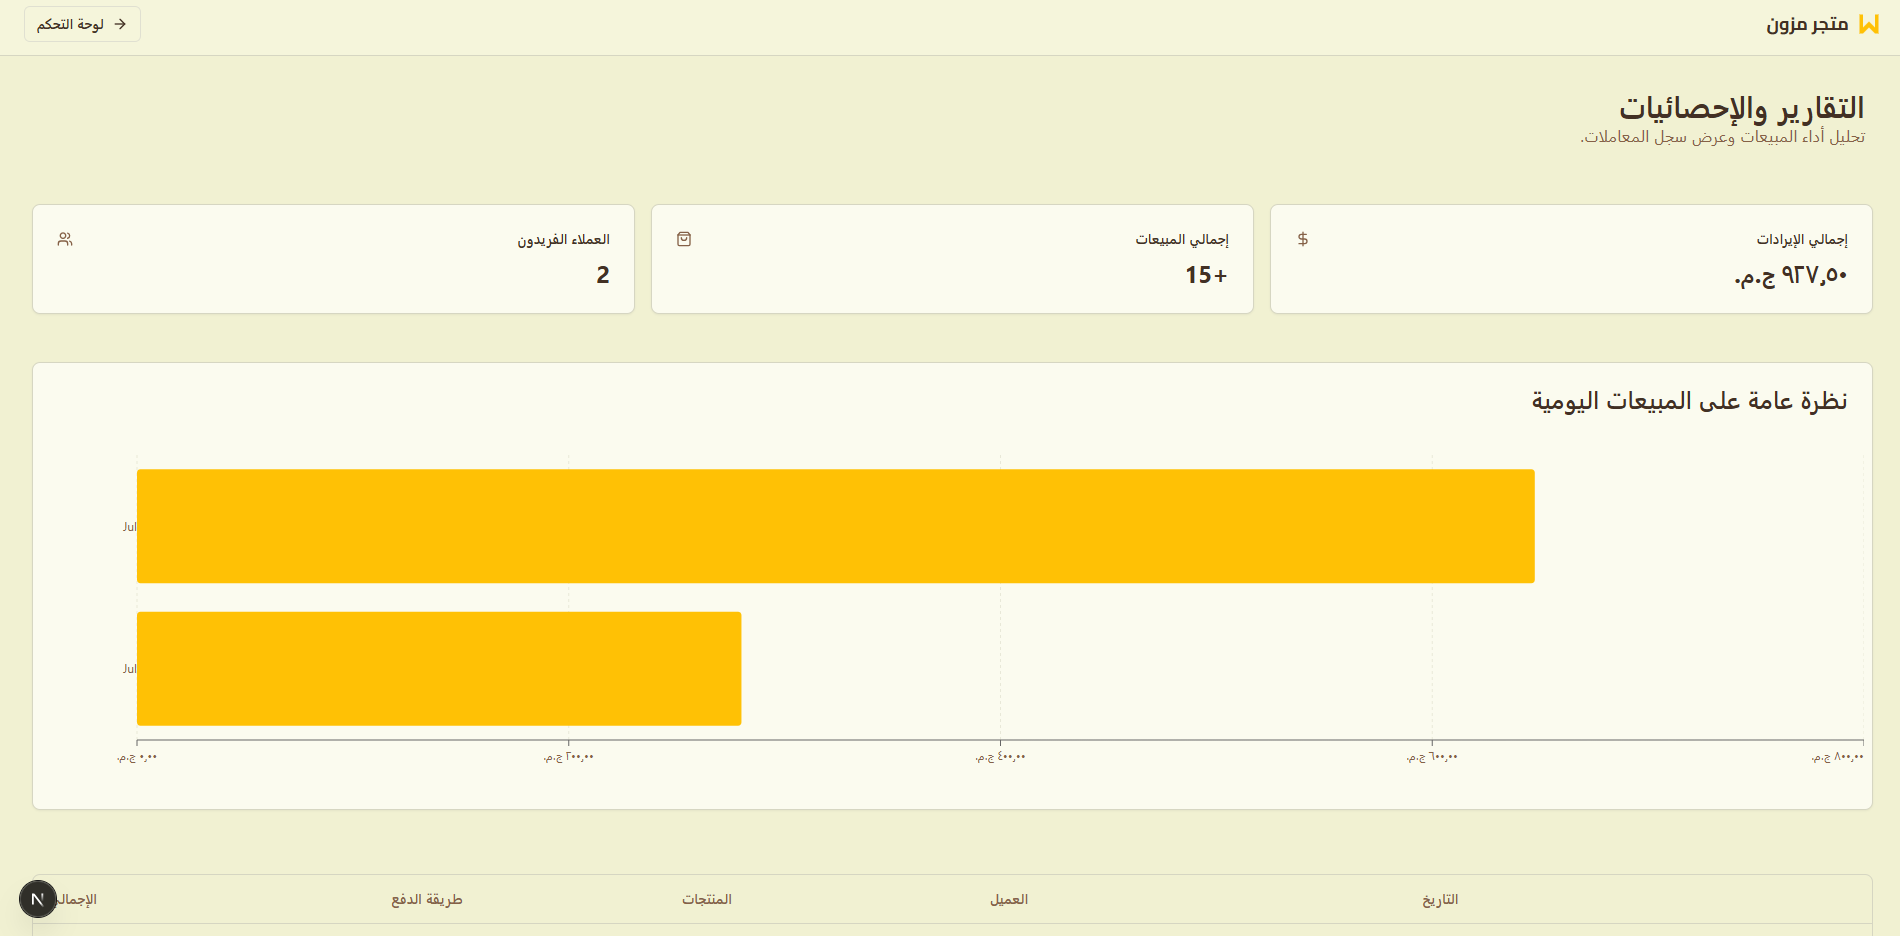 متجر مزون
لوحة التحكم
التقارير والإحصائيات
تحليل أداء المبيعات وعرض سجل المعاملات.
إجمالي الإيرادات
٩٢٧٫٥٠ ج.م.
إجمالي المبيعات
+15
العملاء الفريدون
2
نظرة عامة على المبيعات اليومية
Jul
Jul
٠٫٠٠ ج.م.
٢٠٠٫٠٠ ج.م.
٤٠٠٫٠٠ ج.م.
٦٠٠٫٠٠ ج.م.
٨٠٠٫٠٠ ج.م.
التاريخ
العميل
المنتجات
طريقة الدفع
الإجمالي
N